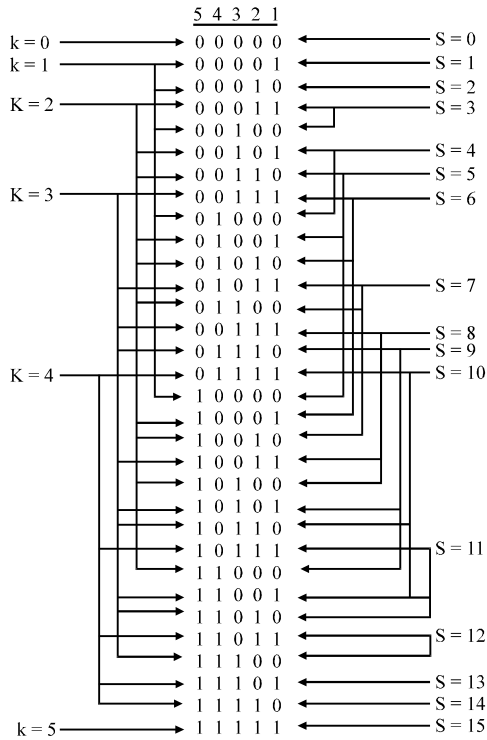 5 4 3 2 1
k = 0 0 0 0 0 0 S = 0
k = 1 0 0 0 0 1 S = 1
0 0 0 1 0 S = 2
K = 2 0 0 0 1 1 S = 3
0 0 1 0 0
0 0 1 0 1 S = 4
0 0 1 1 0 S = 5
K = 3 0 0 1 1 1 S = 6
0 1 0 0 0
0 1 0 0 1
0 1 0 1 0
0 1 0 1 1 S = 7
0 1 1 0 0
0 0 1 1 1 S = 8
0 1 1 1 0 S = 9
K = 4 0 1 1 1 1 S = 10
1 0 0 0 0
1 0 0 0 1
1 0 0 1 0
1 0 0 1 1
1 0 1 0 0
1 0 1 0 1
1 0 1 1 0
1 0 1 1 1 S = 11
1 1 0 0 0
1 1 0 0 1
1 1 0 1 0
1 1 0 1 1 S = 12
1 1 1 0 0
1 1 1 0 1 S = 13
1 1 1 1 0 S = 14
k = 5 1 1 1 1 1 S = 15